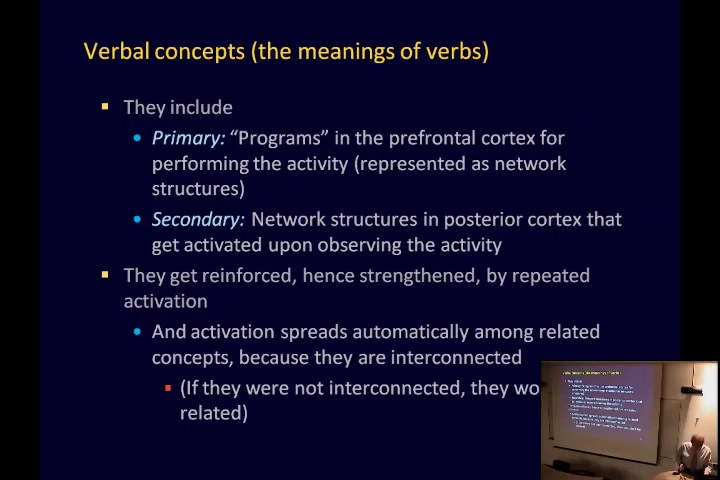 Verbal concepts (the meanings of verbs)
They include
Primary: “Programs” in the prefrontal cortex for
performing the activity (represented as network
structures)
Secondary: Network structures in posterior cortex that
get activated upon observing the activity
They get reinforced, hence strengthened, by repeated
activation
And activation spreads automatically among related
concepts, because they are interconnected
(If they were not interconnected, they
related)